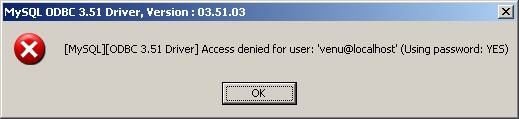 MySQL ODBC 3.51 Driver, Version : 03.51.03
[MySQL][ODBC 3.51 Driver] Access denied for user: 'venu@localhost' (Using password: YES)
OK